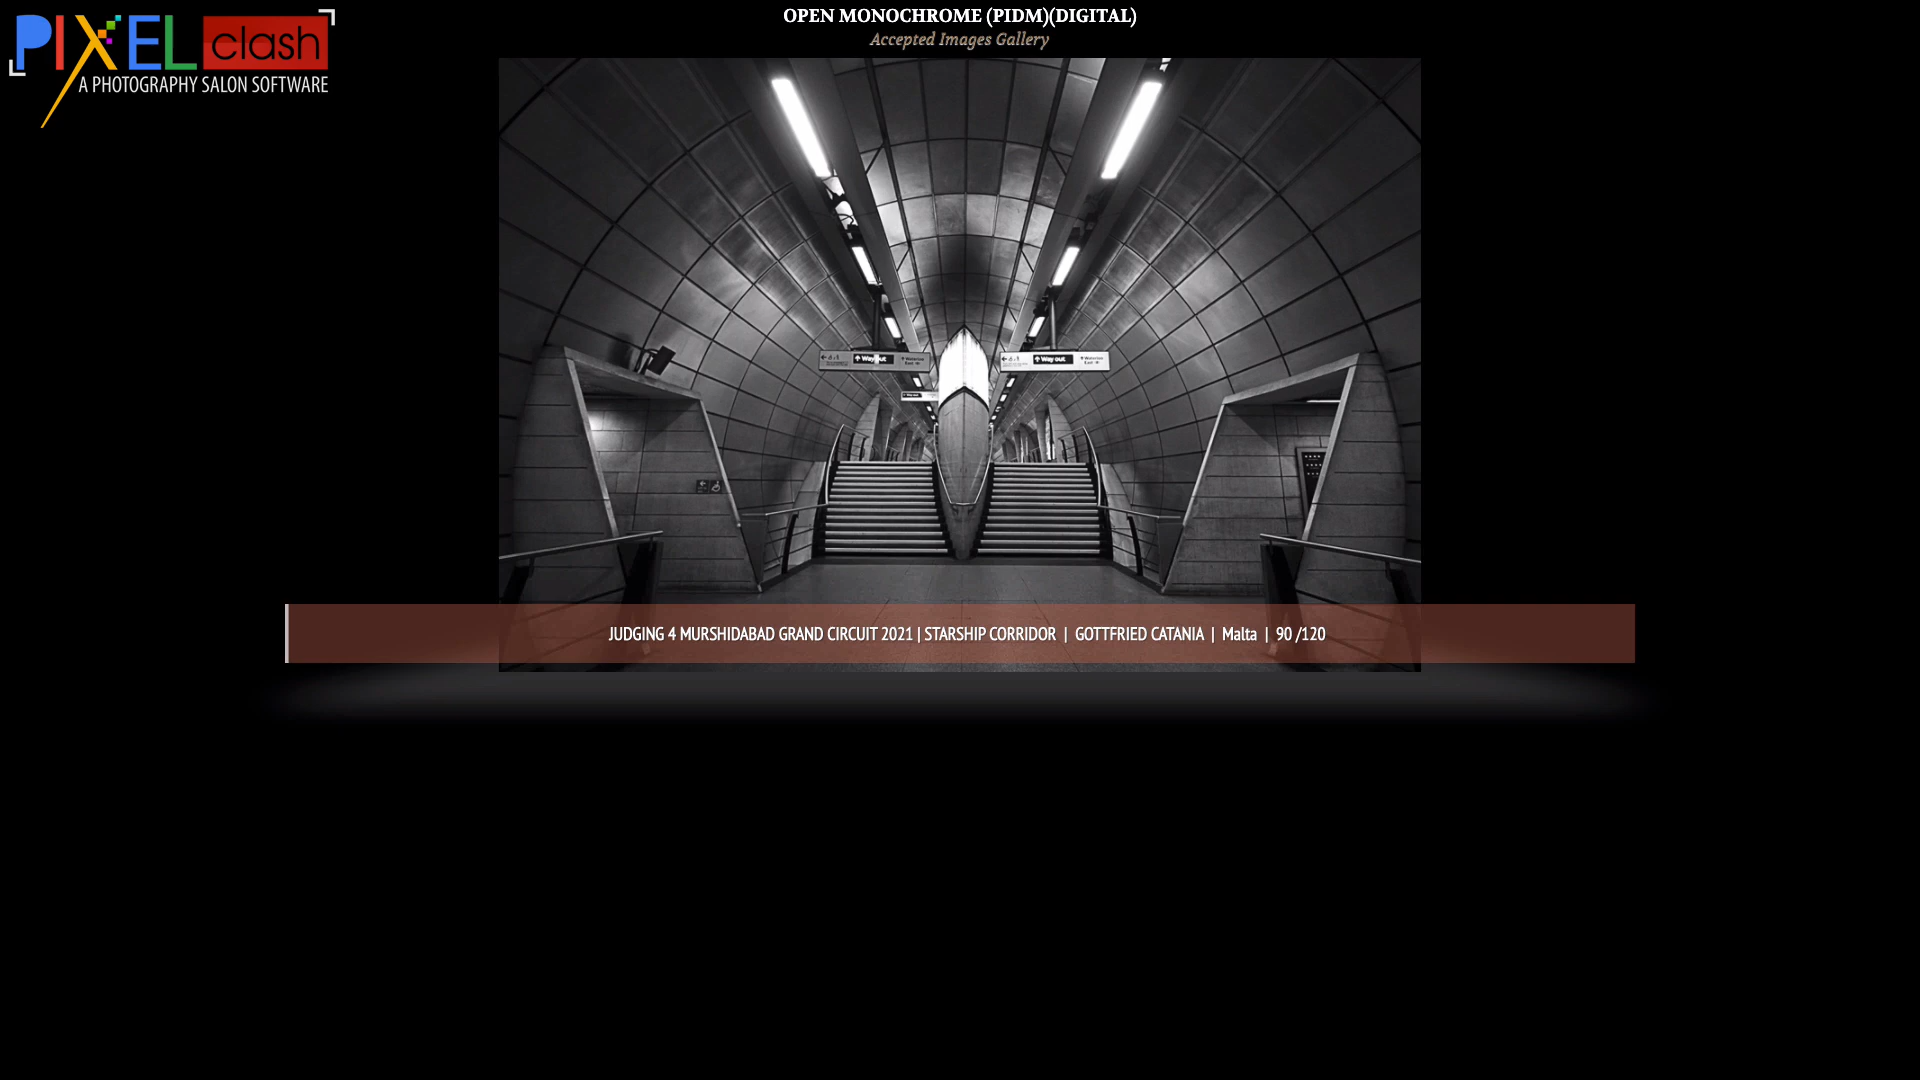 PIXEL clash
A PHOTOGRAPHY SALON SOFTWARE
OPEN MONOCHROME (PIDM)(DIGITAL)
Accepted Images Gallery
Way out
Way out
JUDGING 4 MURSHIDABAD GRAND CIRCUIT 2021 | STARSHIP CORRIDOR | GOTTFRIED CATANIA | Malta | 90 /120